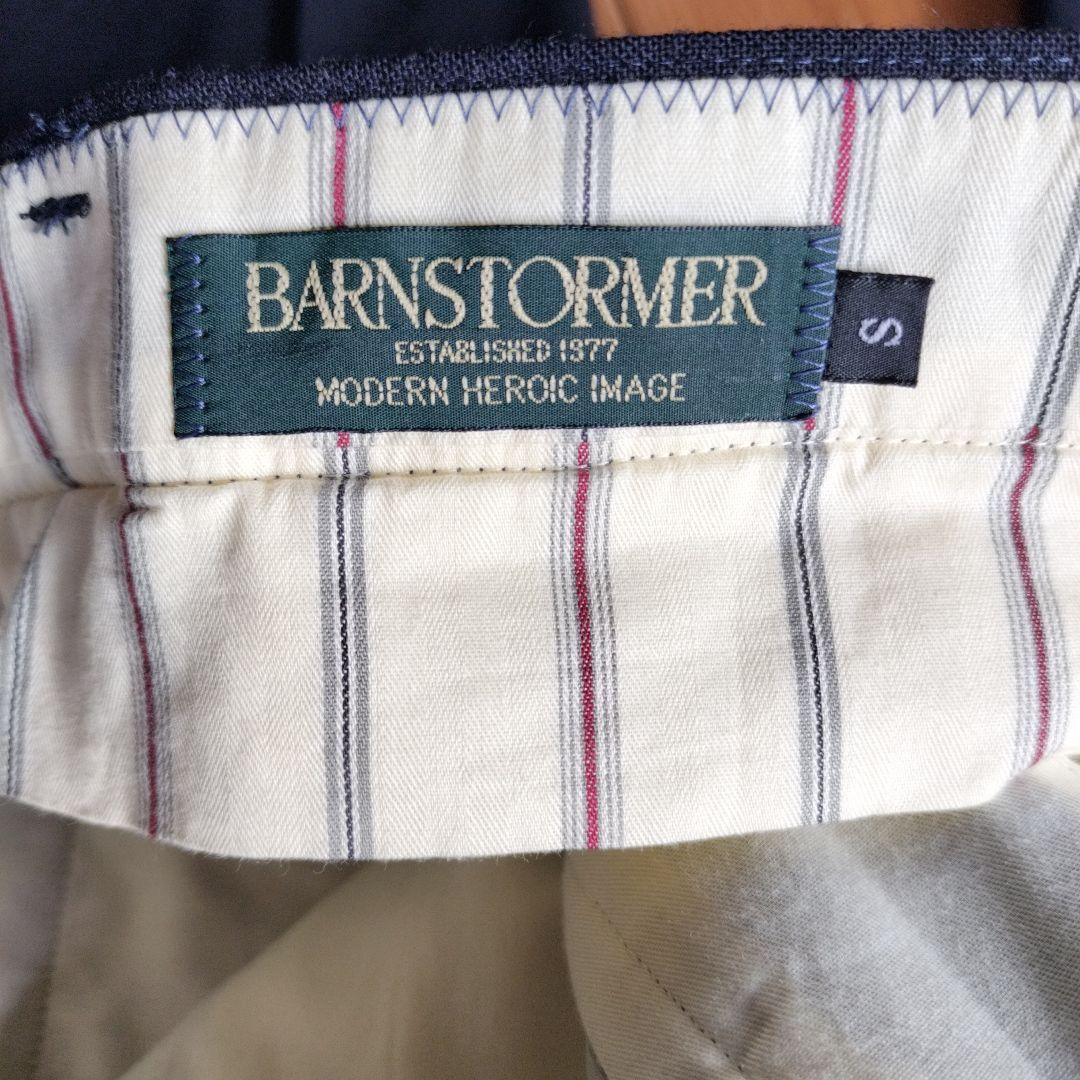 BARNSTORMER
ESTABLISHED 1977
MODERN HEROIC IMAGE
S